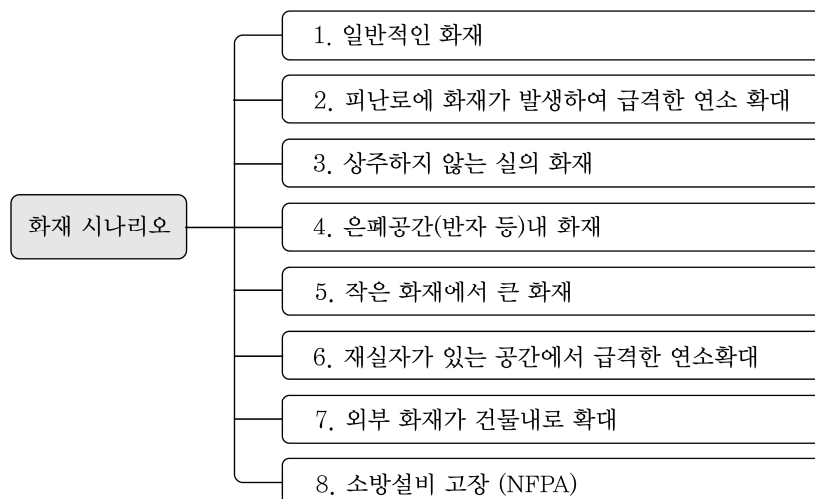 1. 일반적인 화재
2. 피난로에 화재가 발생하여 급격한 연소 확대
3. 상주하지 않는 실의 화재
화재 시나리오
4. 은폐공간(반자 등)내 화재
5. 작은 화재에서 큰 화재
6. 재실자가 있는 공간에서 급격한 연소확대
7. 외부 화재가 건물내로 확대
8. 소방설비 고장 (NFPA)